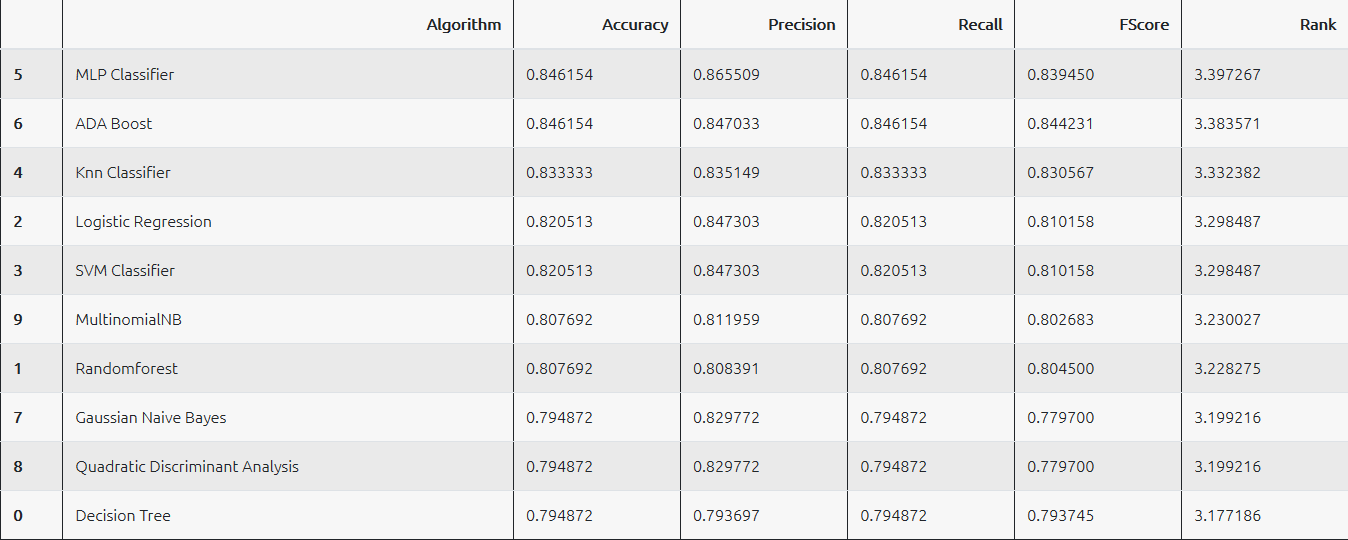 Algorithm Accuracy Precision Recall FScore Rank
5 MLP Classifier 0.846154 0.865509 0.846154 0.839450 3.397267
6 ADA Boost 0.846154 0.847033 0.846154 0.844231 3.383571
4 Knn Classifier 0.833333 0.835149 0.833333 0.830567 3.332382
2 Logistic Regression 0.820513 0.847303 0.820513 0.810158 3.298487
3 SVM Classifier 0.820513 0.847303 0.820513 0.810158 3.298487
9 MultinomialNB 0.807692 0.811959 0.807692 0.802683 3.230027
1 Randomforest 0.807692 0.808391 0.807692 0.804500 3.228275
7 Gaussian Naive Bayes 0.794872 0.829772 0.794872 0.779700 3.199216
8 Quadratic Discriminant Analysis 0.794872 0.829772 0.794872 0.779700 3.199216
0 Decision Tree 0.794872 0.793697 0.794872 0.793745 3.177186